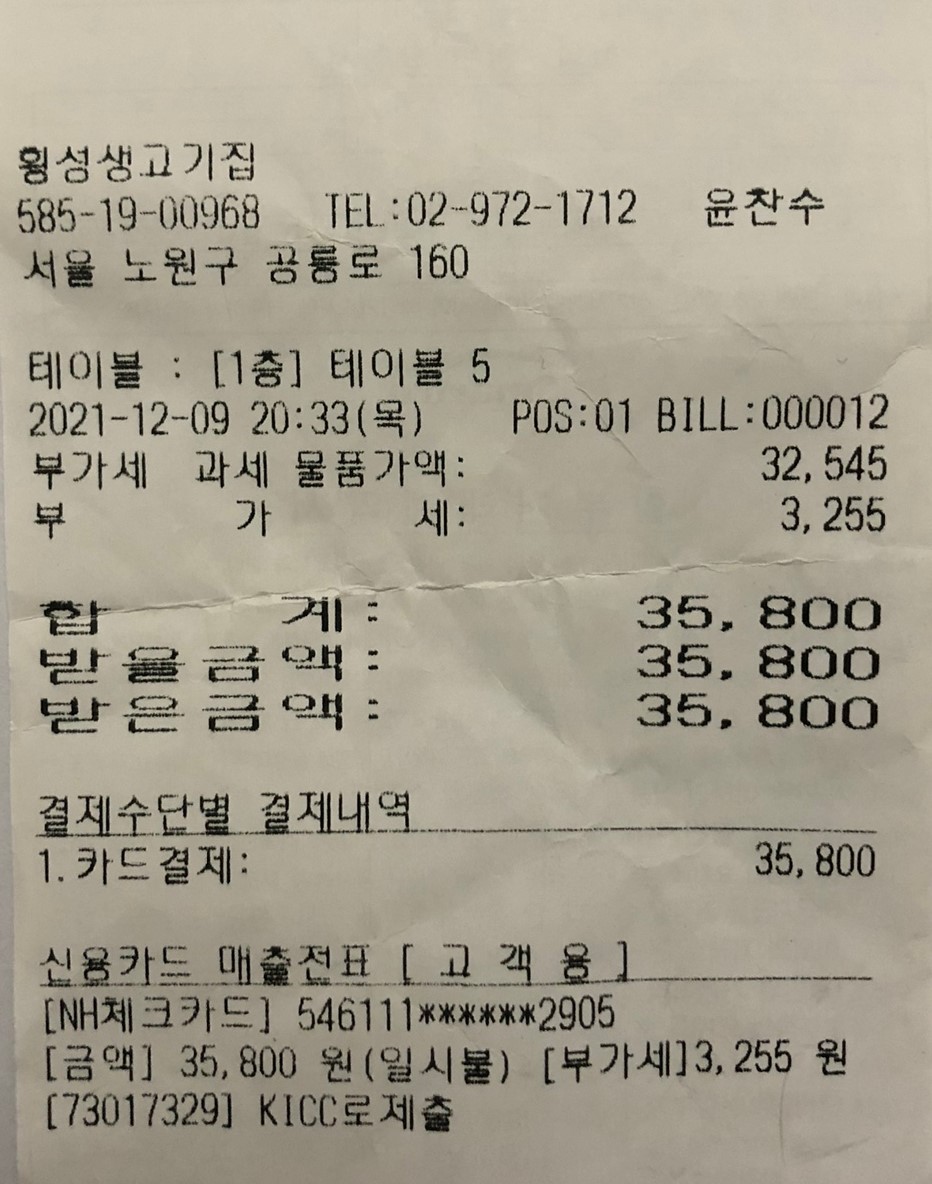 횡성생고기집
585-19-00968 TEL:02-972-1712 윤찬수
서울 노원구 공릉로 160
테이블 : [1층] 테이블 5
2021-12-09 20:33(목) POS:01 BILL:000012
부가세 과세 물품가액: 32,545
부 가 세: 3,255
합 계: 35,800
받을금액: 35,800
받은금액: 35,800
결제수단별 결제내역
1.카드결제: 35,800
신용카드 매출전표 [ 고 객 용 ]
[NH체크카드] 546111******2905
[금액] 35,800 원(일시불) [부가세]3,255 원
[73017329] KICC로제출